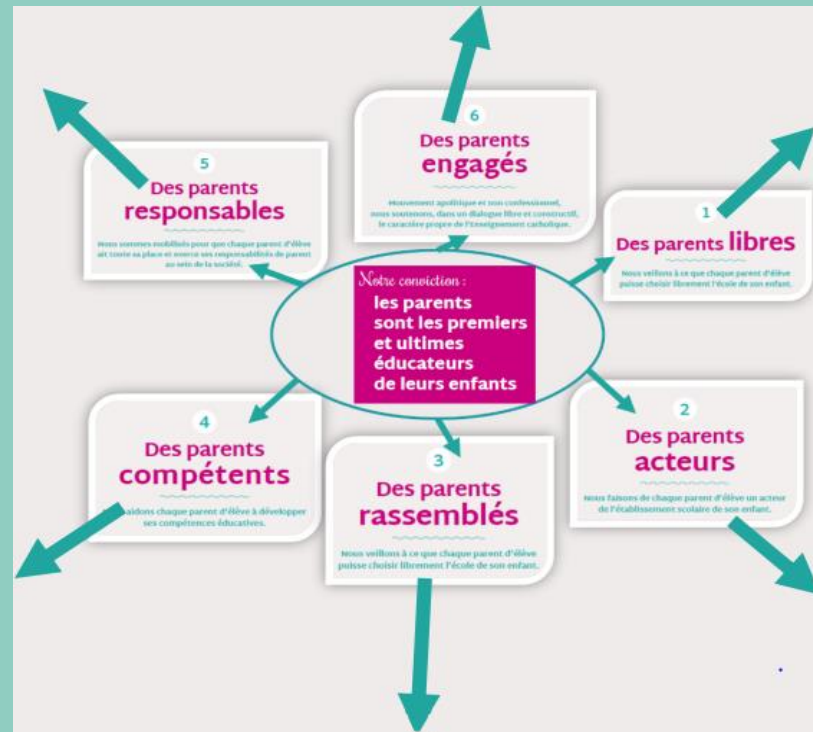 Notre conviction :
les parents
sont les premiers
et ultimes
éducateurs
de leurs enfants
1
Des parents libres
Nous veillons à ce que chaque parent d'élève
puisse choisir librement l'école de son enfant.
2
Des parents
acteurs
Nous faisons de chaque parent d'élève un acteur
de l'établissement scolaire de son enfant.
3
Des parents
rassemblés
Nous veillons à ce que chaque parent d'élève
puisse choisir librement l'école de son enfant.
4
Des parents
compétents
aidons chaque parent d'élève à développer
ses compétences éducatives.
5
Des parents
responsables
Nous sommes mobilisés pour que chaque parent d'élève
ait toute sa place et exerce ses responsabilités de parent
au sein de la société.
6
Des parents
engagés
Mouvement apolitique et non confessionnel,
nous soutenons, dans un dialogue libre et constructif,
le caractère propre de l'Enseignement catholique.